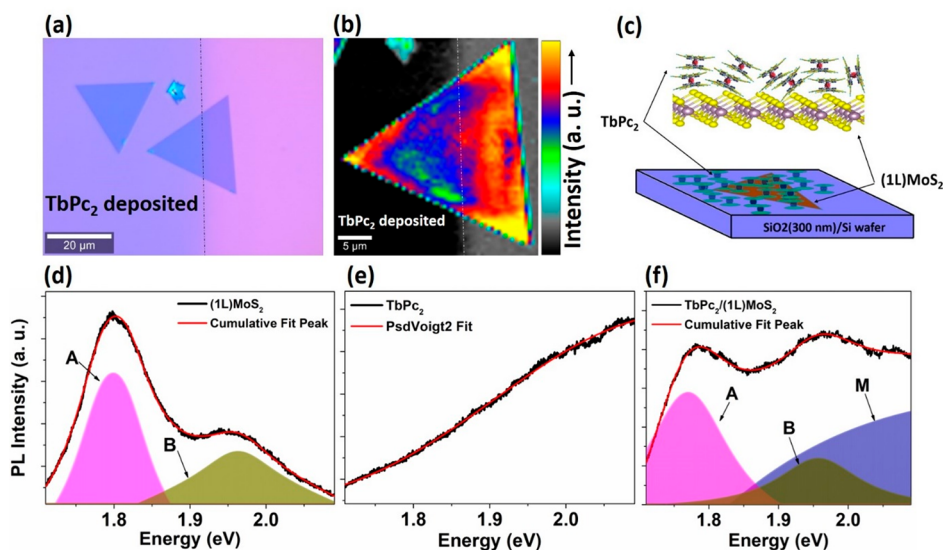 (a)
TbPc2 deposited
20 µm
(b)
TbPc2 deposited
5 µm
Intensity (a. u.)
(c)
TbPc2
(1L)MoS2
SiO2(300 nm)/Si wafer
(d)
(1L)MoS2
Cumulative Fit Peak
A
B
PL Intensity (a. u.)
1.8 1.9 2.0
Energy (eV)
(e)
TbPc2
PsdVoigt2 Fit
1.8 1.9 2.0
Energy (eV)
(f)
TbPc2/(1L)MoS2
Cumulative Fit Peak
A
B
M
1.8 1.9 2.0
Energy (eV)